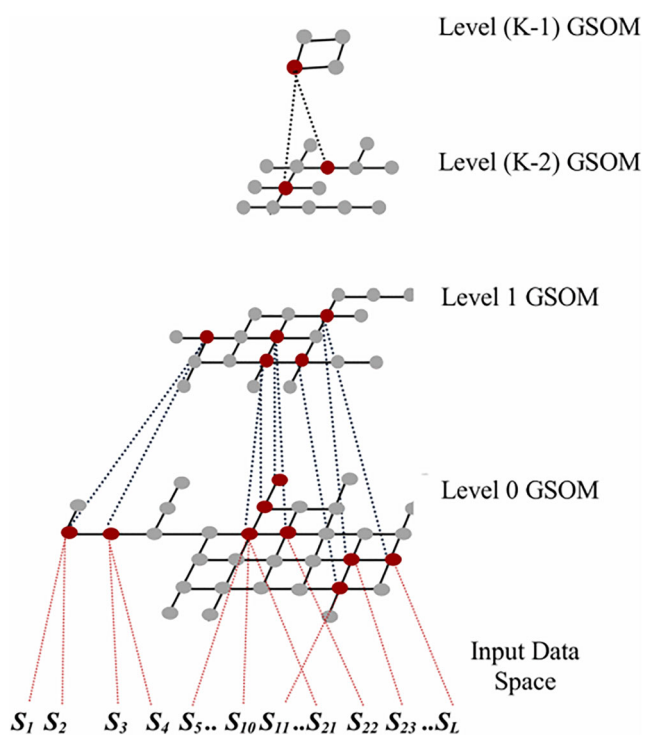 Level (K-1) GSOM
Level (K-2) GSOM
Level 1 GSOM
Level 0 GSOM
Input Data
Space
S1 S2 S3 S4 S5.. S10 S11..S21 S22 S23 ..SL